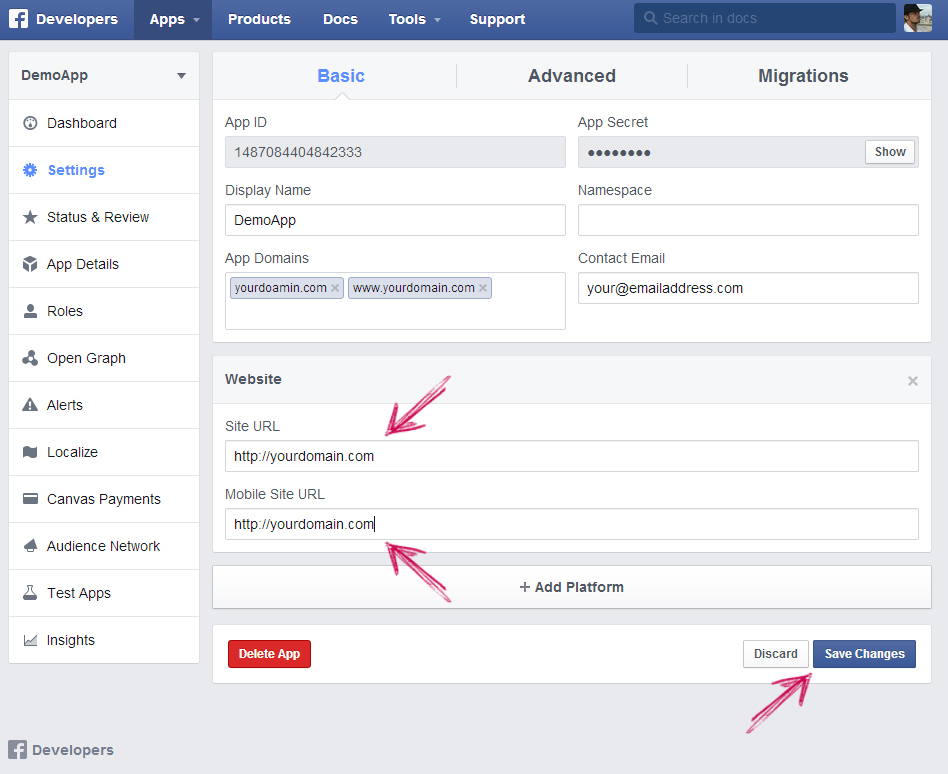 Developers Apps Products Docs Tools Support Search in docs
DemoApp
Dashboard
Settings
Status & Review
App Details
Roles
Open Graph
Alerts
Localize
Canvas Payments
Audience Network
Test Apps
Insights
Basic Advanced Migrations
App ID App Secret
1487084404842333 •••••••• Show
Display Name Namespace
DemoApp
App Domains Contact Email
yourdoamin.com × www.yourdomain.com × your@emailaddress.com
Website ×
Site URL
http://yourdomain.com
Mobile Site URL
http://yourdomain.com
+ Add Platform
Delete App Discard Save Changes
Developers